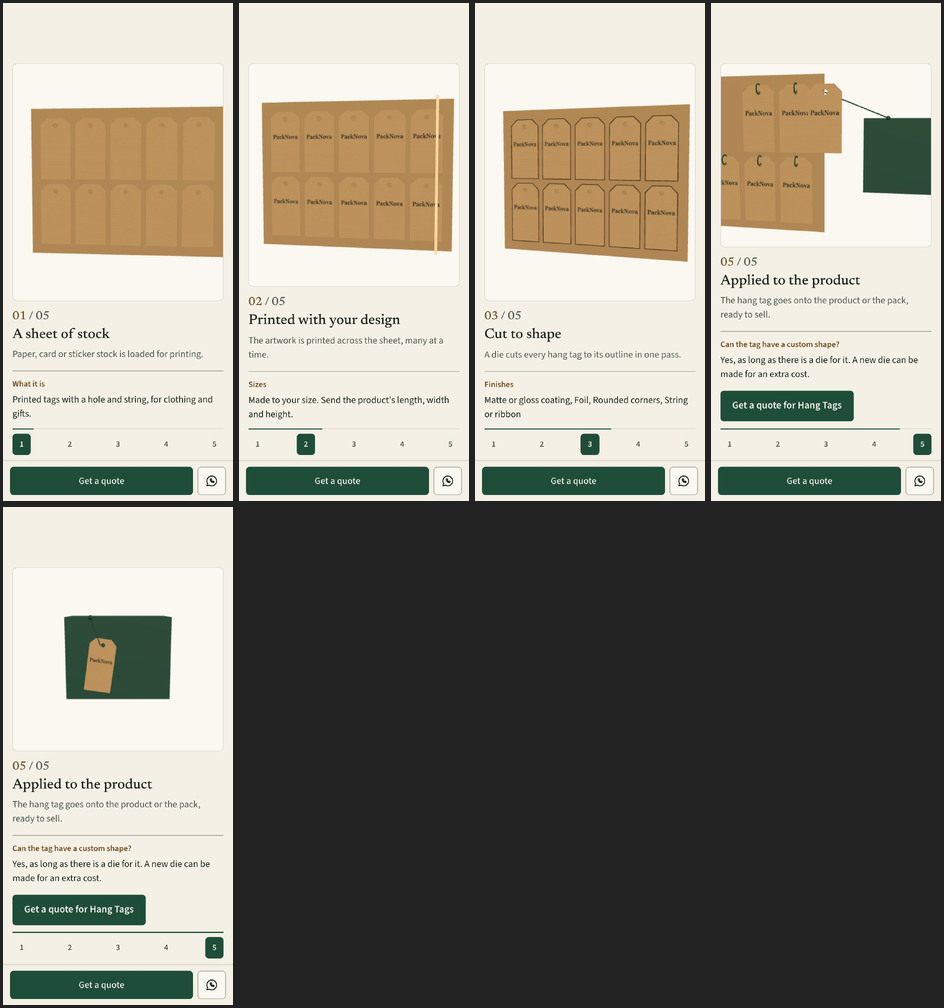 01 / 05
A sheet of stock
Paper, card or sticker stock is loaded for printing.
What it is
Printed tags with a hole and string, for clothing and
gifts.
1 2 3 4 5
Get a quote
PackNova PackNova PackNova PackNova PackNova
PackNova PackNova PackNova PackNova PackNova
02 / 05
Printed with your design
The artwork is printed across the sheet, many at a
time.
Sizes
Made to your size. Send the product's length, width
and height.
1 2 3 4 5
Get a quote
PackNova PackNova PackNova PackNova PackNova
PackNova PackNova PackNova PackNova PackNova
03 / 05
Cut to shape
A die cuts every hang tag to its outline in one pass.
Finishes
Matte or gloss coating, Foil, Rounded corners, String
or ribbon
1 2 3 4 5
Get a quote
PackNova PackNova PackNova
PackNova PackNova
05 / 05
Applied to the product
The hang tag goes onto the product or the pack,
ready to sell.
Can the tag have a custom shape?
Yes, as long as there is a die for it. A new die can be
made for an extra cost.
Get a quote for Hang Tags
1 2 3 4 5
Get a quote
PackNova
05 / 05
Applied to the product
The hang tag goes onto the product or the pack,
ready to sell.
Can the tag have a custom shape?
Yes, as long as there is a die for it. A new die can be
made for an extra cost.
Get a quote for Hang Tags
1 2 3 4 5
Get a quote